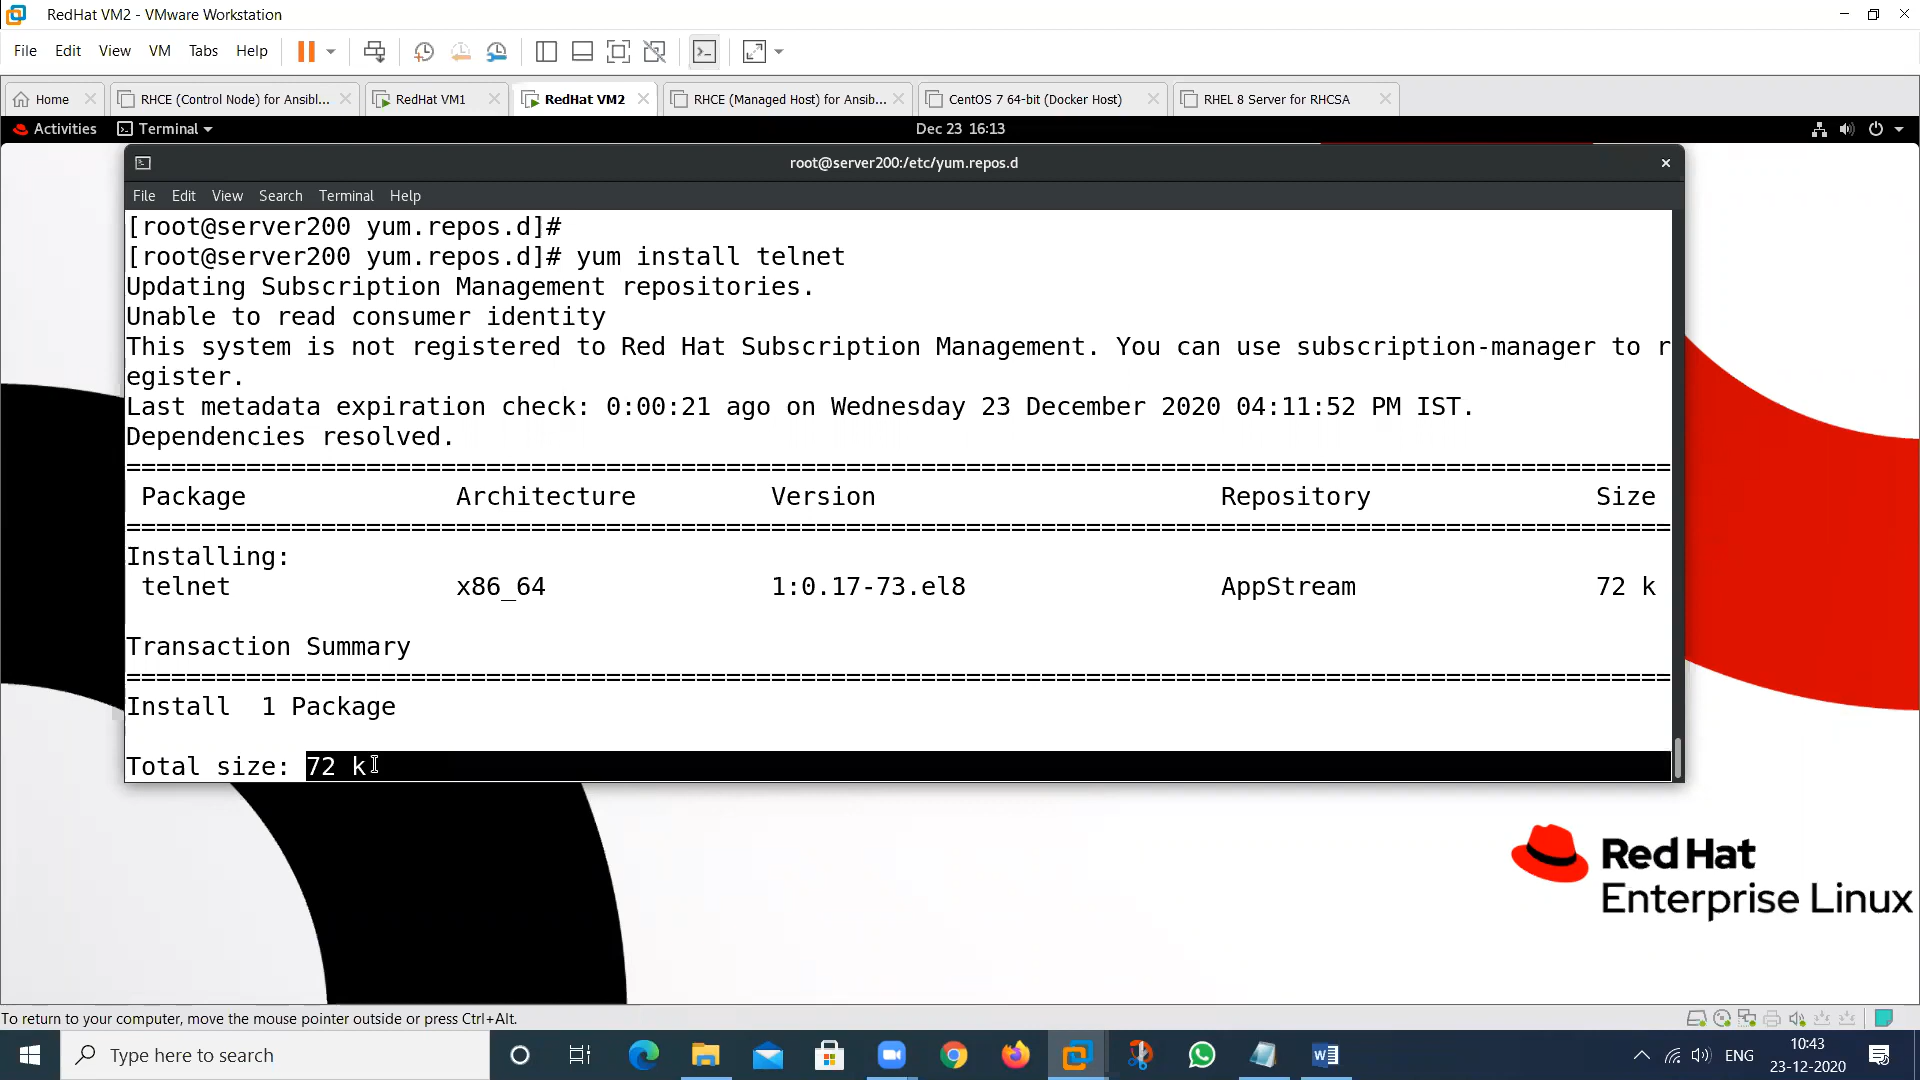 RedHat VM2 - VMware Workstation
File Edit View VM Tabs Help
Home RHCE (Control Node) for Ansibl... RedHat VM1 RedHat VM2 RHCE (Managed Host) for Ansib... CentOS 7 64-bit (Docker Host) RHEL 8 Server for RHCSA
Activities Terminal Dec 23 16:13
root@server200:/etc/yum.repos.d
File Edit View Search Terminal Help
[root@server200 yum.repos.d]#
[root@server200 yum.repos.d]# yum install telnet
Updating Subscription Management repositories.
Unable to read consumer identity
This system is not registered to Red Hat Subscription Management. You can use subscription-manager to r
egister.
Last metadata expiration check: 0:00:21 ago on Wednesday 23 December 2020 04:11:52 PM IST.
Dependencies resolved.
=======================================================================================================
Package Architecture Version Repository Size
=======================================================================================================
Installing:
telnet x86_64 1:0.17-73.el8 AppStream 72 k
Transaction Summary
=======================================================================================================
Install 1 Package
Total size: 72 k
Red Hat
Enterprise Linux
To return to your computer, move the mouse pointer outside or press Ctrl+Alt.
Type here to search
ENG
10:43
23-12-2020